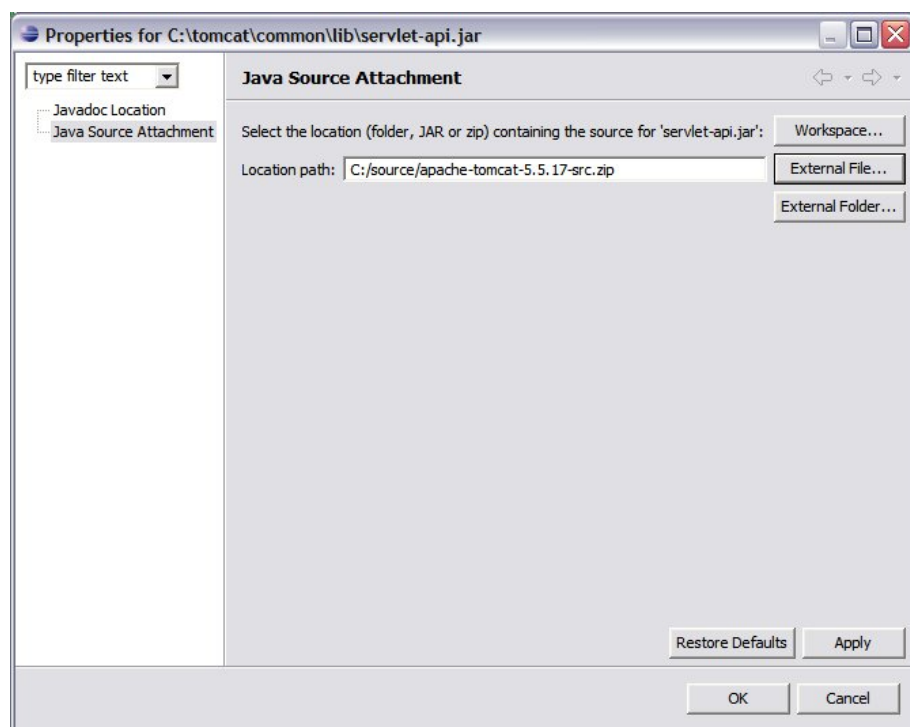 Properties for C:\tomcat\common\lib\servlet-api.jar
type filter text
Javadoc Location
Java Source Attachment
Java Source Attachment
Select the location (folder, JAR or zip) containing the source for 'servlet-api.jar':
Workspace...
Location path: C:/source/apache-tomcat-5.5.17-src.zip
External File...
External Folder...
Restore Defaults
Apply
OK
Cancel